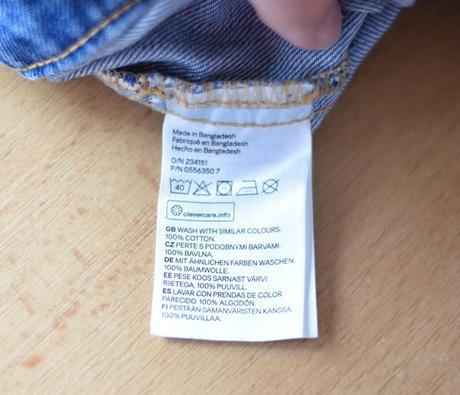 Made in Bangladesh
Fabriqué en Bangladesh
Hecho en Bangladesh
O/N 234151
P/N 0556350 7
40
clevercare.info
GB WASH WITH SIMILAR COLOURS.
100% COTTON.
CZ PERTE S PODOBNÝMI BARVAMI.
100% BAVLNA.
DE MIT ÄHNLICHEN FARBEN WASCHEN.
100% BAUMWOLLE.
EE PESE KOOS SARNAST VÄRVI
RIIETEGA. 100% PUUVILL.
ES LAVAR CON PRENDAS DE COLOR
PARECIDO. 100% ALGODÓN.
FI PESTÄÄN SAMANVÄRISTEN KANSSA
100% PUUVILLAA.